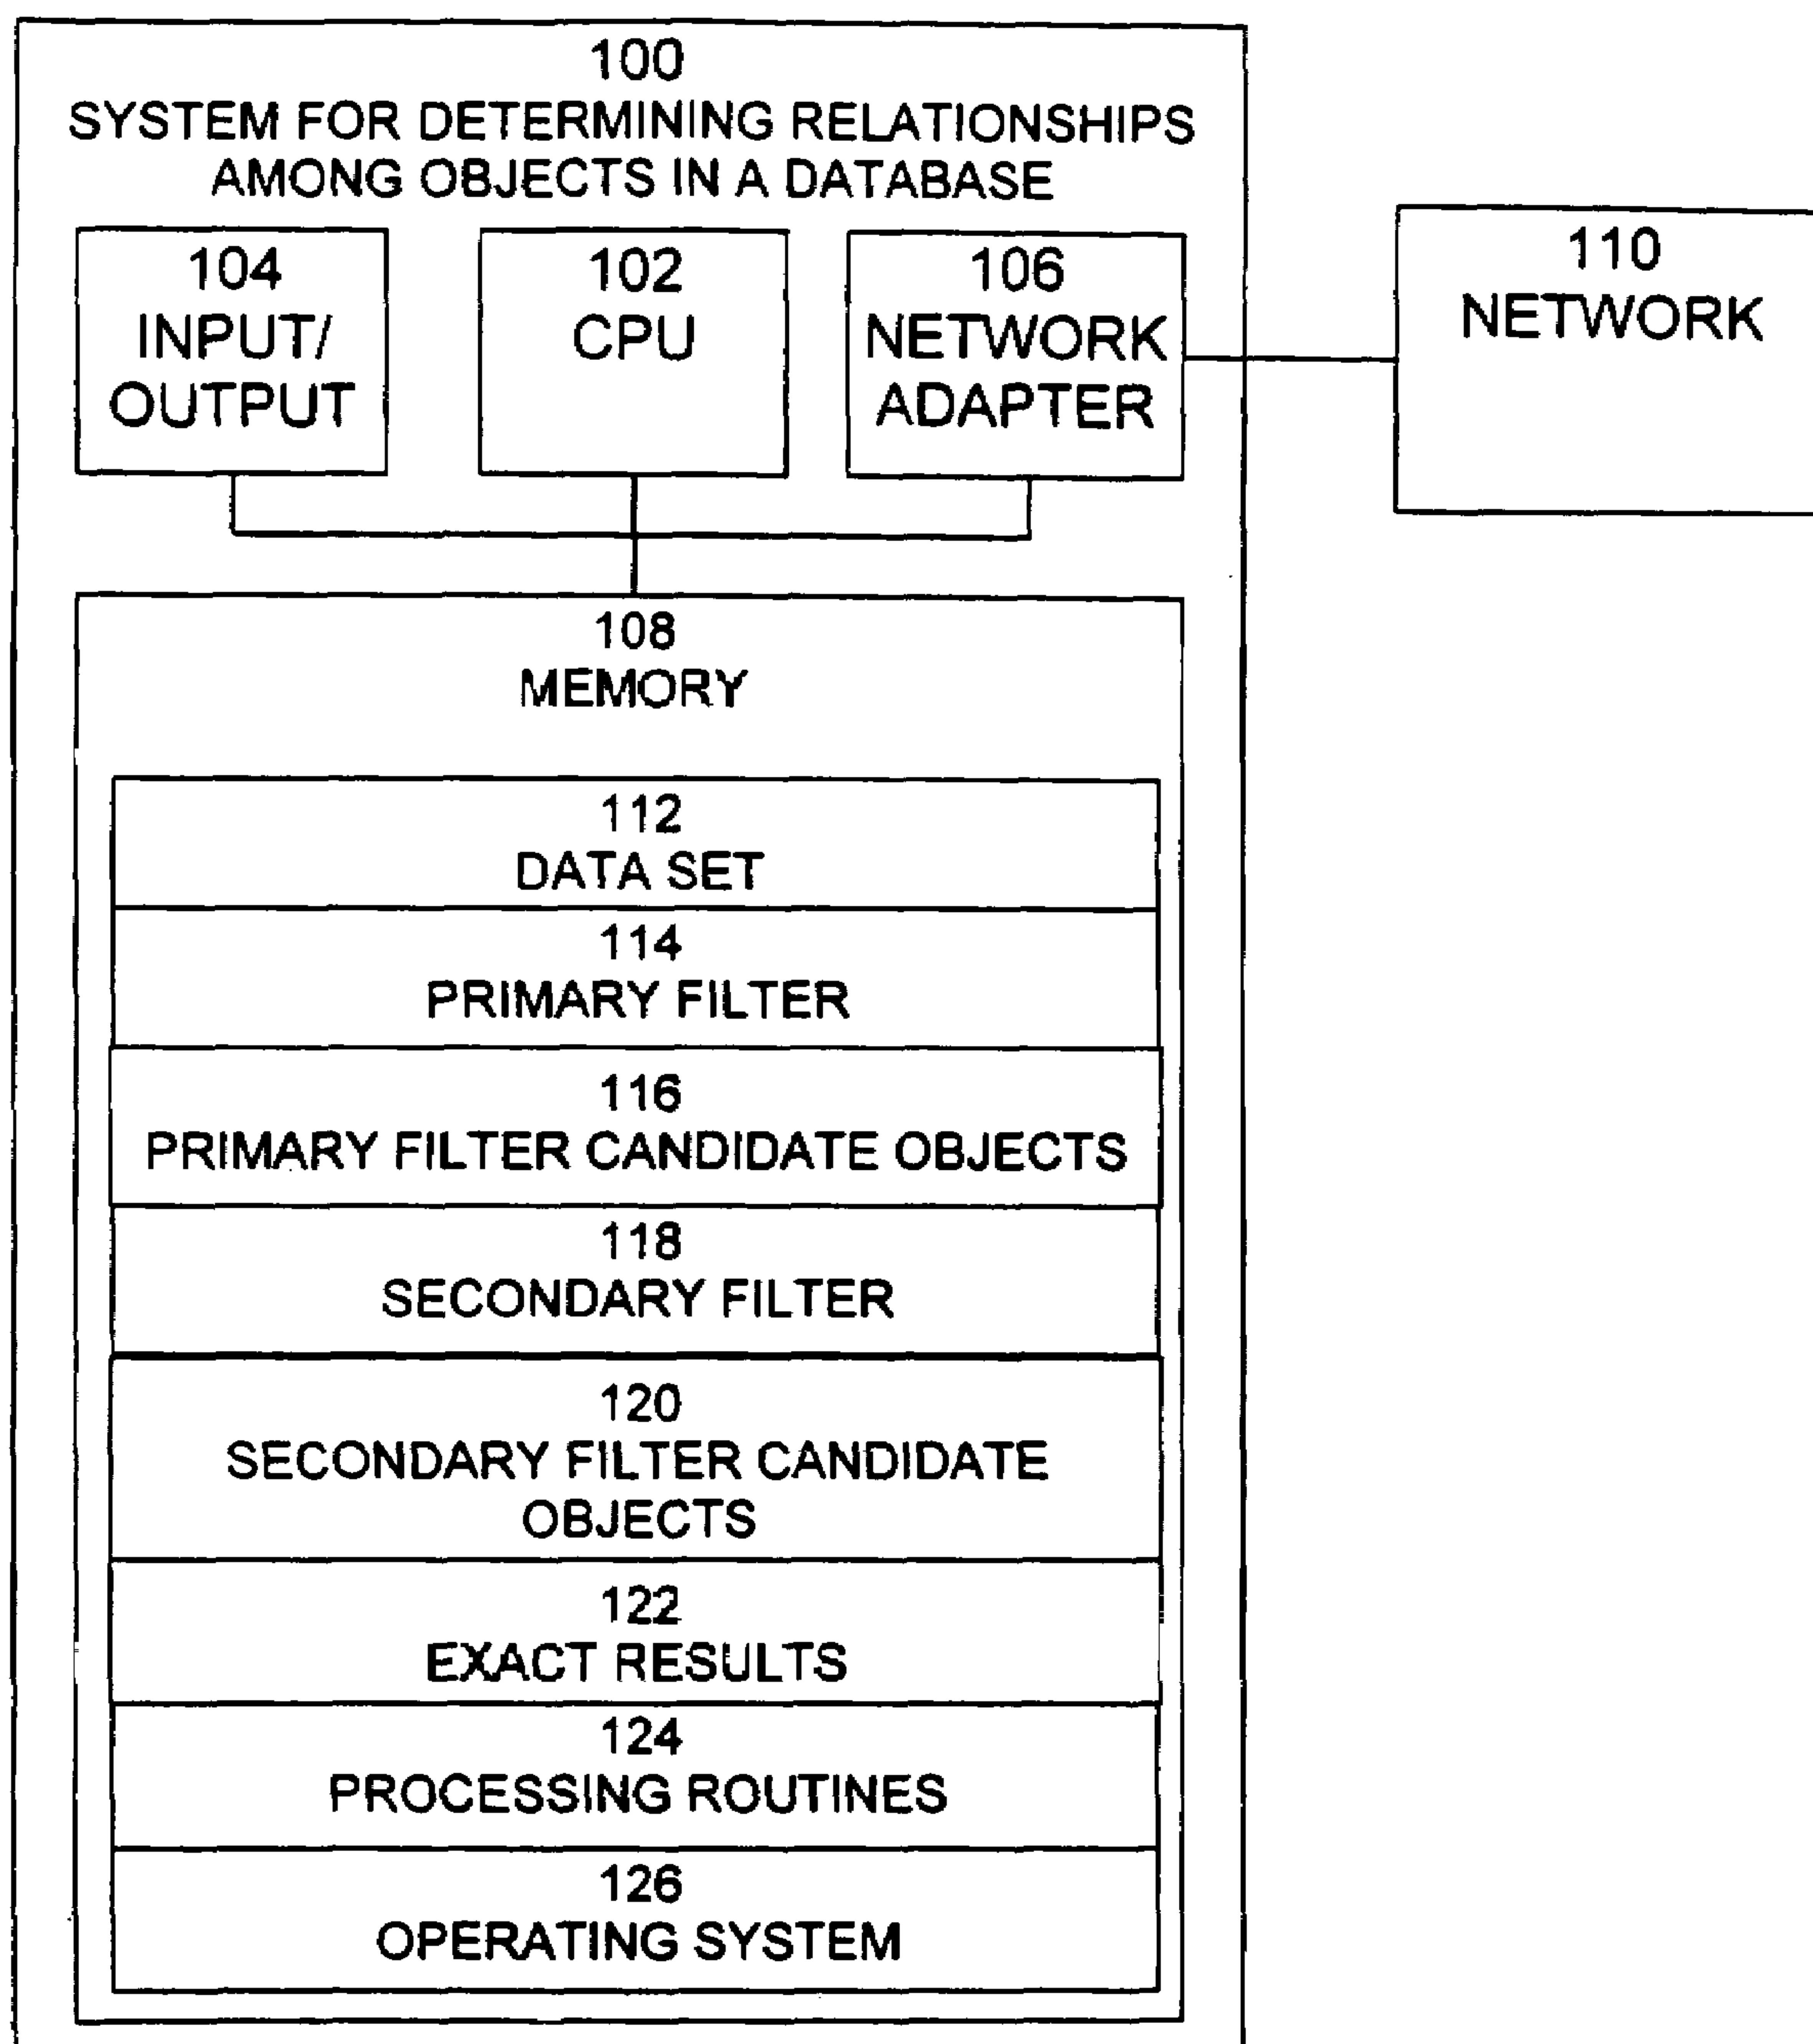 100
SYSTEM FOR DETERMINING RELATIONSHIPS
AMONG OBJECTS IN A DATABASE
104
INPUT/
OUTPUT
102
CPU
106
NETWORK
ADAPTER
110
NETWORK
108
MEMORY
112
DATA SET
114
PRIMARY FILTER
116
PRIMARY FILTER CANDIDATE OBJECTS
118
SECONDARY FILTER
120
SECONDARY FILTER CANDIDATE
OBJECTS
122
EXACT RESULTS
124
PROCESSING ROUTINES
126
OPERATING SYSTEM